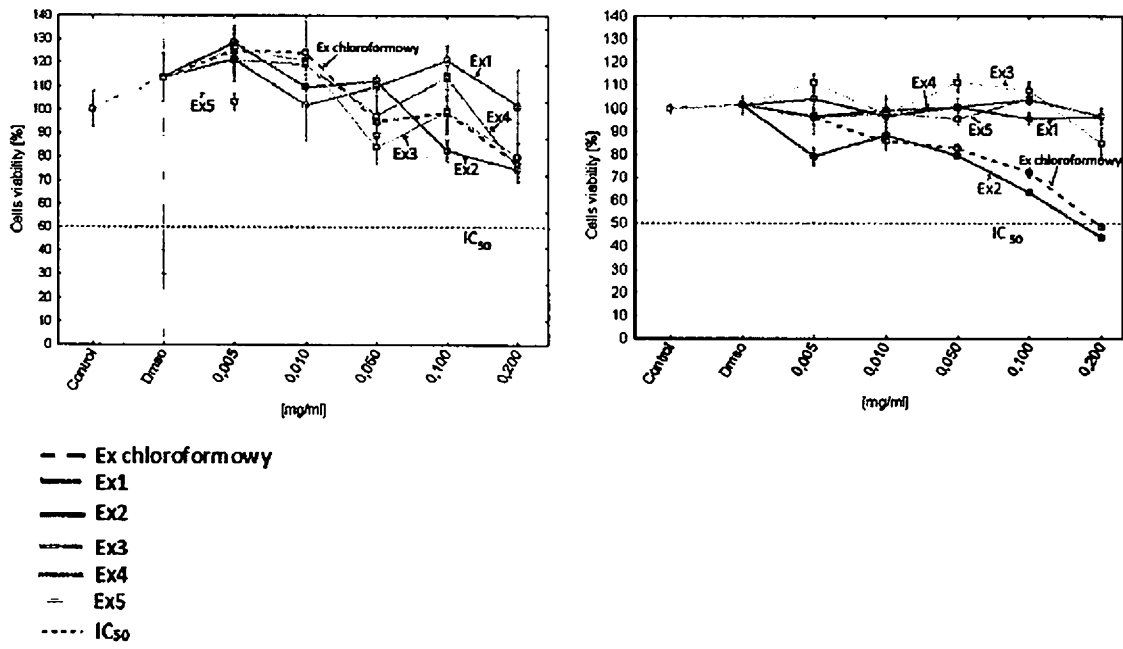 140
130
120
110
100
90
80
70
60
50
40
30
20
10
0
Cells viability [%]
Ex chloroformowy
Ex1
Ex5
Ex4
Ex3
Ex2
IC50
Control
Dmso
0,005
0,010
0,050
0,100
0,200
[mg/ml]
140
130
120
110
100
90
80
70
60
50
40
30
20
10
0
Cells viability [%]
Ex3
Ex4
Ex5
Ex1
Ex chloroformowy
Ex2
IC50
Control
Dmso
0,005
0,010
0,050
0,100
0,200
[mg/ml]
Ex chloroformowy
Ex1
Ex2
Ex3
Ex4
Ex5
IC50